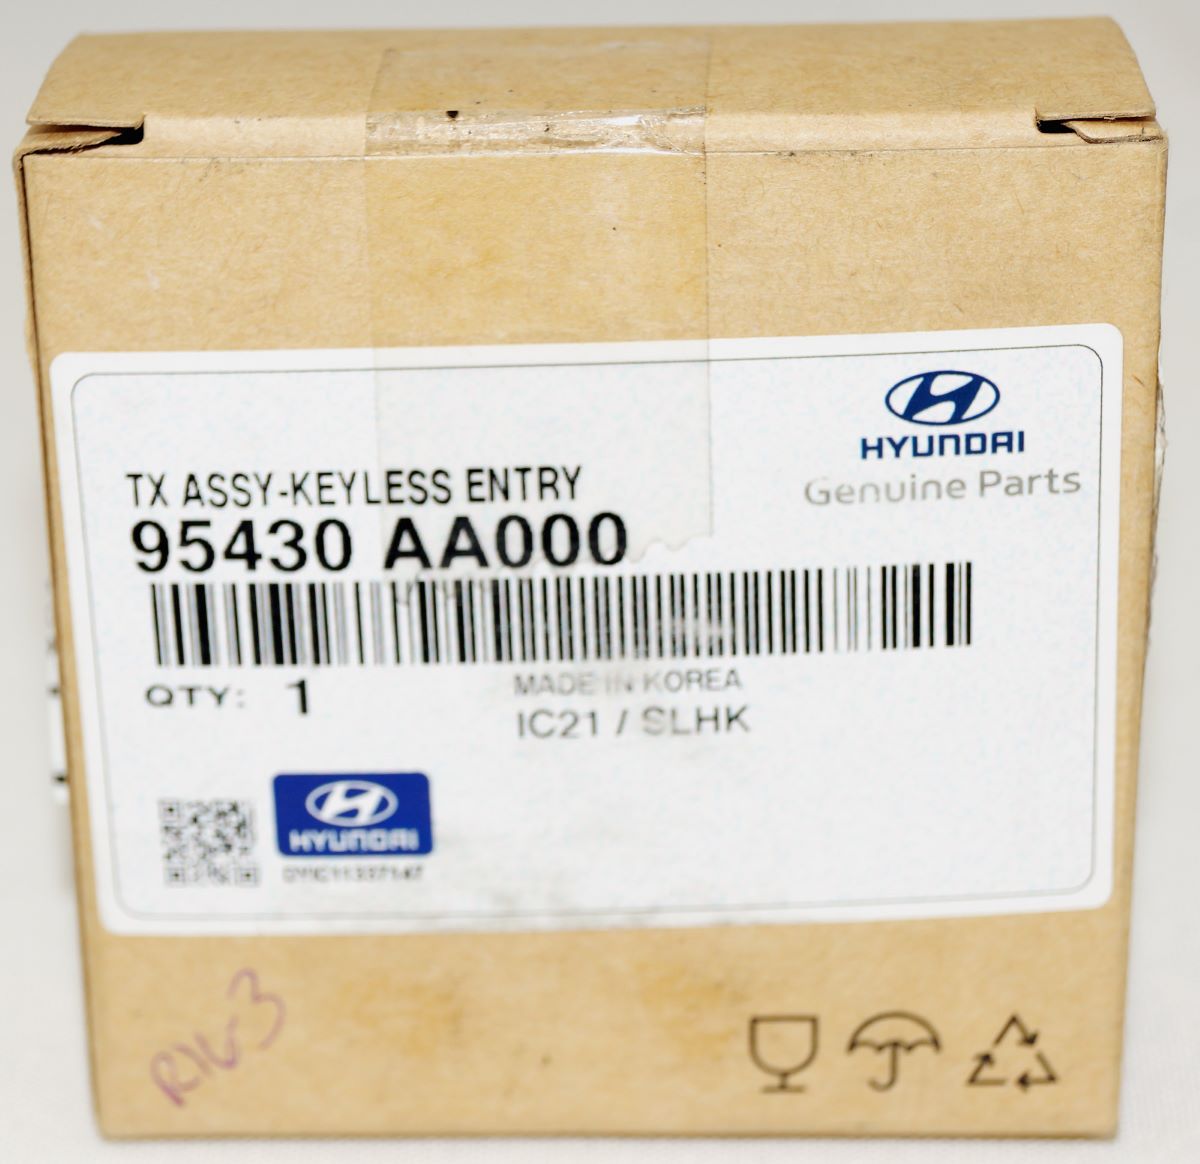 HYUNDAI
Genuine Parts
TX ASSY-KEYLESS ENTRY
95430 AA000
QTY: 1
MADE IN KOREA
IC21 / SLHK
HYUNDAI